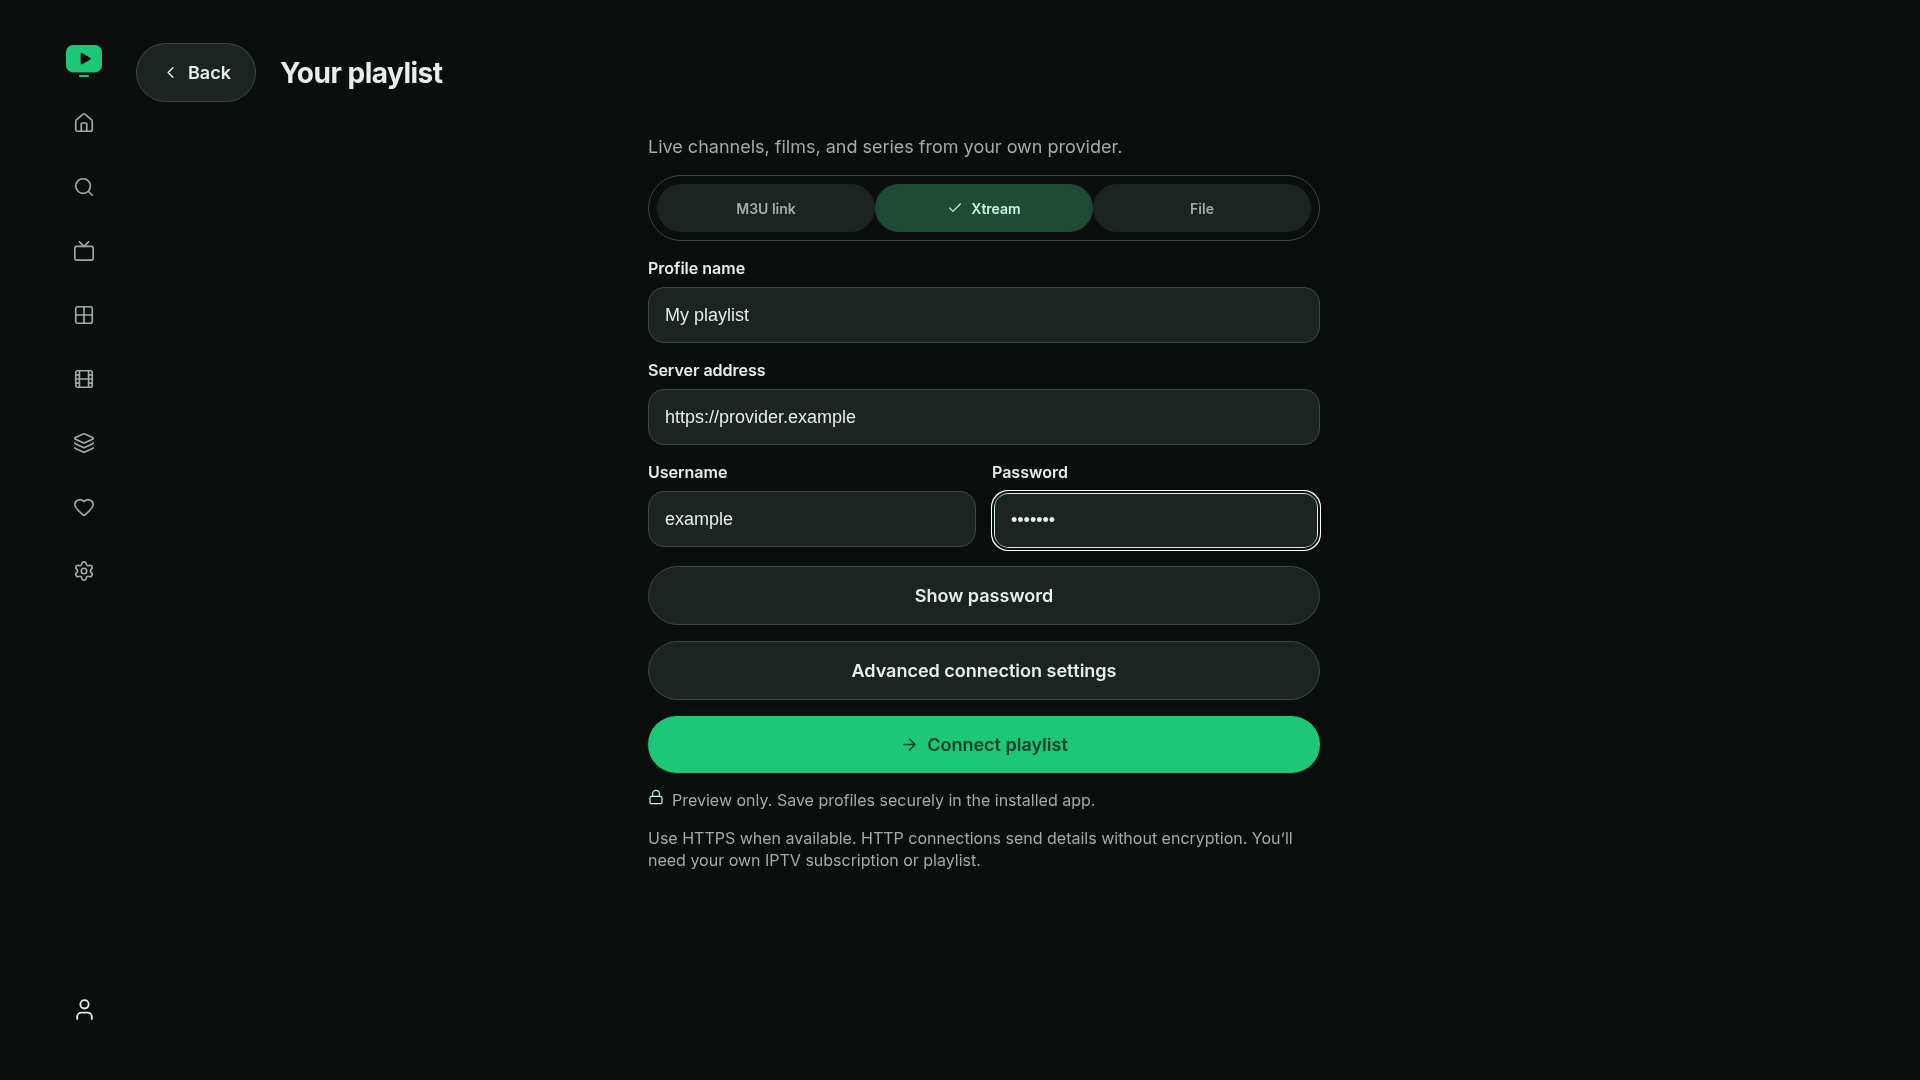 Back
Your playlist
Live channels, films, and series from your own provider.
M3U link
Xtream
File
Profile name
My playlist
Server address
https://provider.example
Username
Password
example
•••••••
Show password
Advanced connection settings
Connect playlist
Preview only. Save profiles securely in the installed app.
Use HTTPS when available. HTTP connections send details without encryption. You’ll
need your own IPTV subscription or playlist.